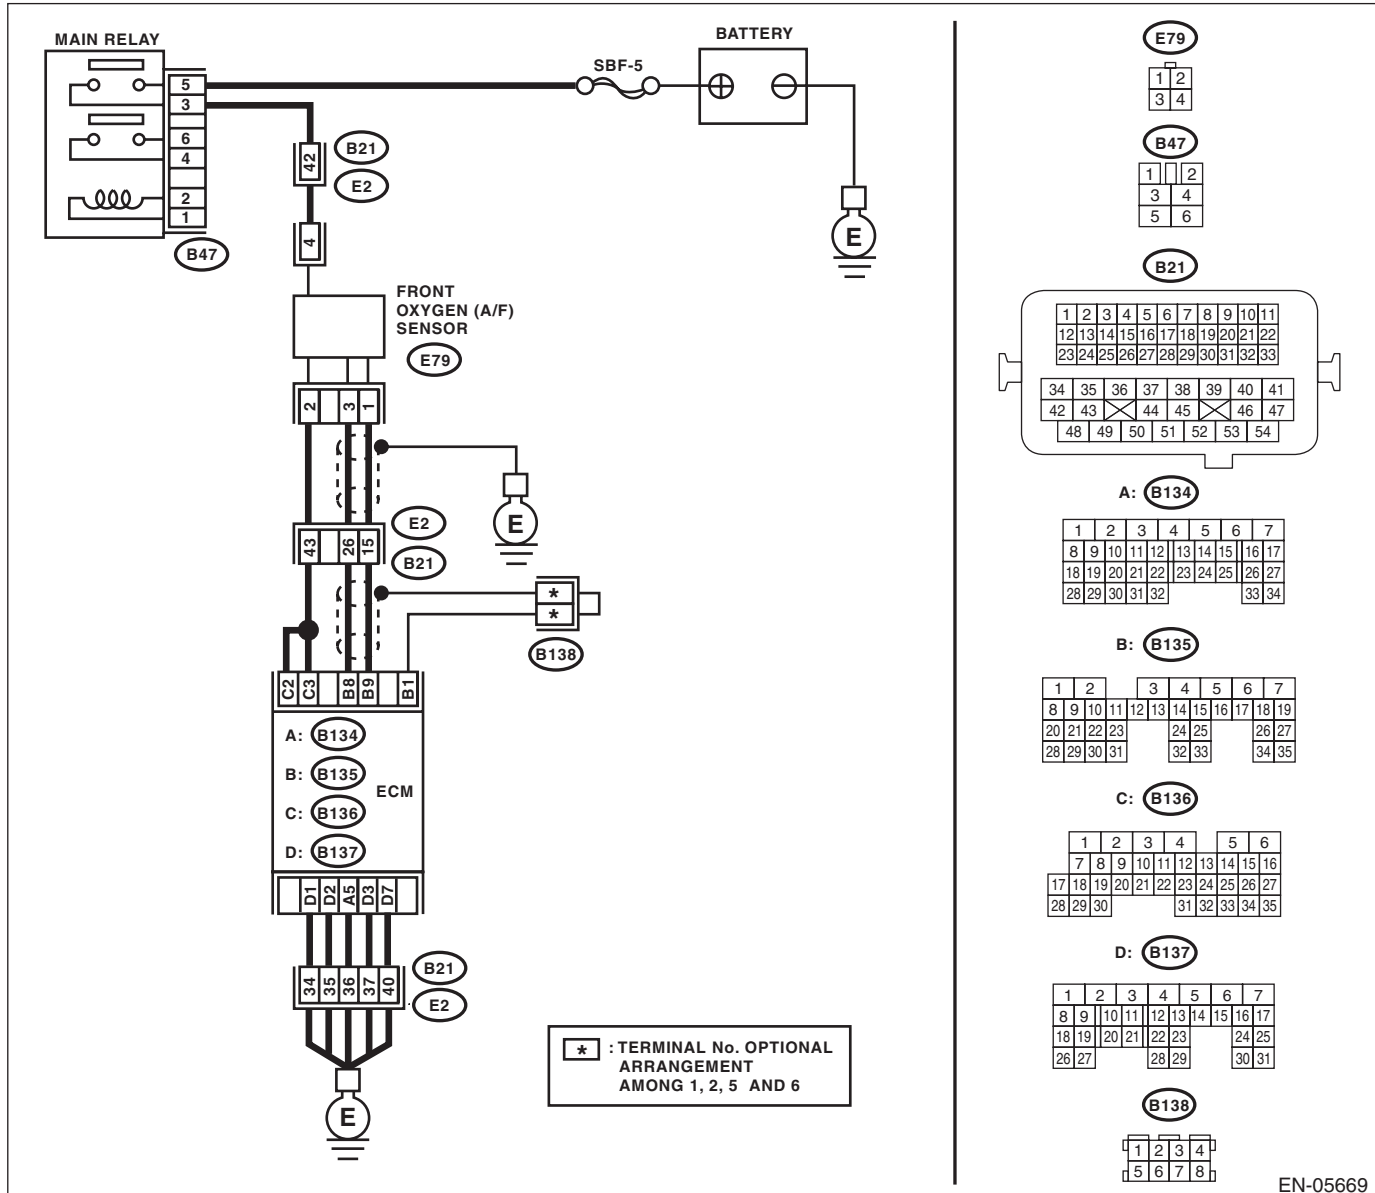 MAIN RELAY
5
3
6
4
2
1
B47
SBF-5
BATTERY
E
42
B21
E2
4
FRONT
OXYGEN (A/F)
SENSOR
E79
2 3 1
E
E2
43 26 15
B21
*
*
B138
C2 C3 B8 B9 B1
A: B134
B: B135
ECM
C: B136
D: B137
D1 D2 A5 D3 D7
34 35 36 37 40
B21
E2
E
* : TERMINAL No. OPTIONAL
ARRANGEMENT
AMONG 1, 2, 5 AND 6
E79
1 2
3 4
B47
1 2
3 4
5 6
B21
1 2 3 4 5 6 7 8 9 10 11
12 13 14 15 16 17 18 19 20 21 22
23 24 25 26 27 28 29 30 31 32 33
34 35 36 37 38 39 40 41
42 43 44 45 46 47
48 49 50 51 52 53 54
A: B134
1 2 3 4 5 6 7
8 9 10 11 12 13 14 15 16 17
18 19 20 21 22 23 24 25 26 27
28 29 30 31 32 33 34
B: B135
1 2 3 4 5 6 7
8 9 10 11 12 13 14 15 16 17 18 19
20 21 22 23 24 25 26 27
28 29 30 31 32 33 34 35
C: B136
1 2 3 4 5 6
7 8 9 10 11 12 13 14 15 16
17 18 19 20 21 22 23 24 25 26 27
28 29 30 31 32 33 34 35
D: B137
1 2 3 4 5 6 7
8 9 10 11 12 13 14 15 16 17
18 19 20 21 22 23 24 25
26 27 28 29 30 31
B138
1 2 3 4
5 6 7 8
EN-05669